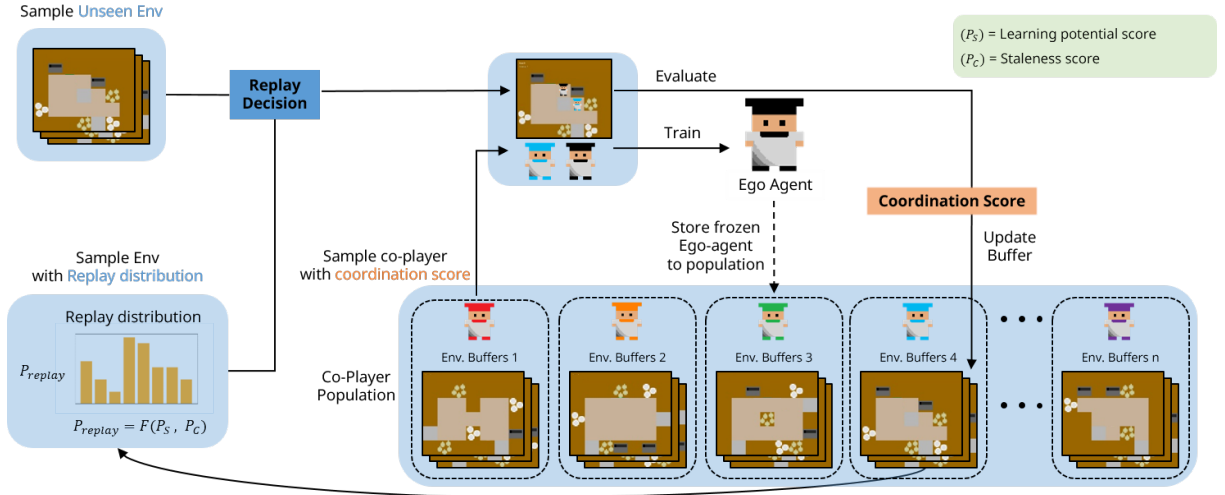 Sample Unseen Env
Replay
Decision
Evaluate
Train
Ego Agent
(P_S) = Learning potential score
(P_C) = Staleness score
Coordination Score
Update
Buffer
Store frozen
Ego-agent
to population
Sample co-player
with coordination score
Sample Env
with Replay distribution
Replay distribution
P_replay
P_replay = F(P_S , P_C)
Co-Player
Population
Env. Buffers 1
Env. Buffers 2
Env. Buffers 3
Env. Buffers 4
Env. Buffers n